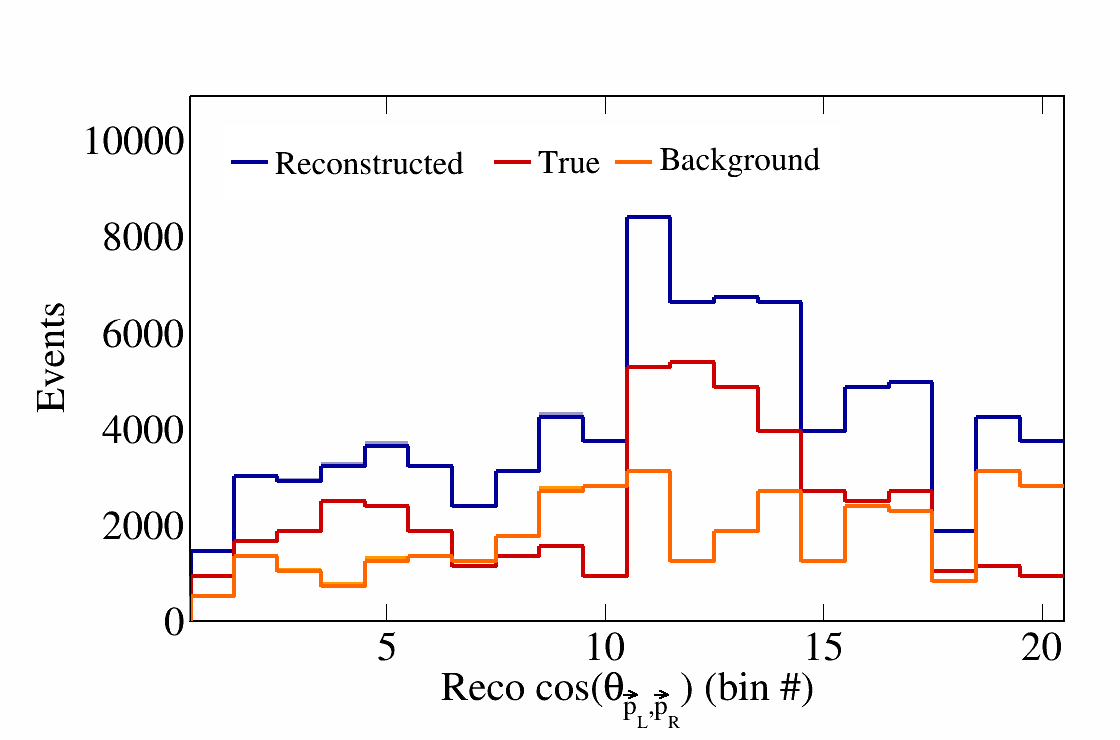 10000
8000
6000
4000
2000
0
Events
Reconstructed True Background
5 10 15 20
Reco cos(θp⃗L,p⃗R) (bin #)